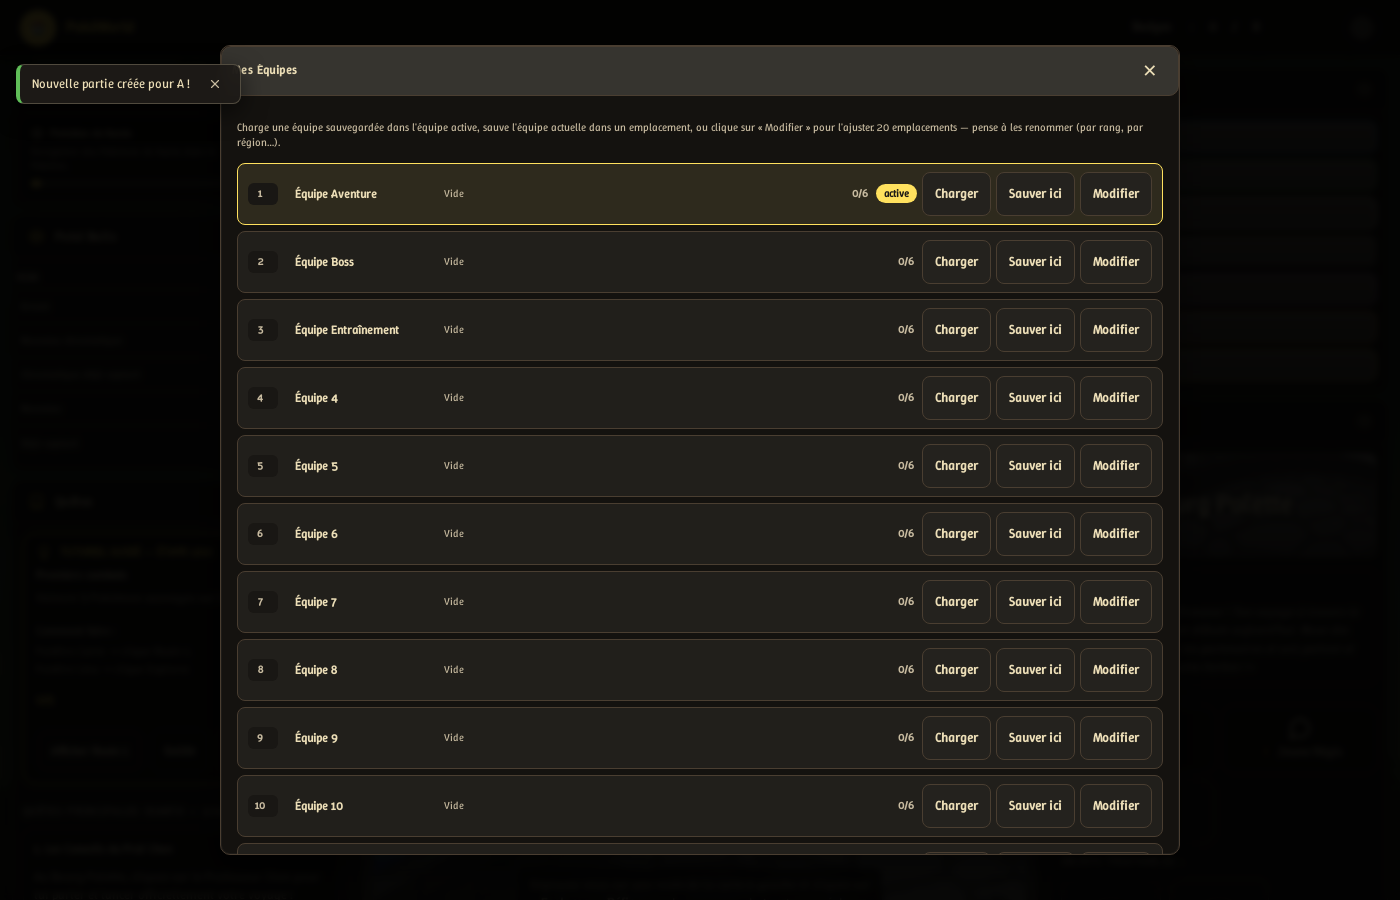 Nouvelle partie créée pour A !
es Équipes
Charge une équipe sauvegardée dans l'équipe active, sauve l'équipe actuelle dans un emplacement, ou clique sur « Modifier » pour l'ajuster. 20 emplacements — pense à les renommer (par rang, par
région…).
1 Équipe Aventure Vide 0/6 active Charger Sauver ici Modifier
2 Équipe Boss Vide 0/6 Charger Sauver ici Modifier
3 Équipe Entraînement Vide 0/6 Charger Sauver ici Modifier
4 Équipe 4 Vide 0/6 Charger Sauver ici Modifier
5 Équipe 5 Vide 0/6 Charger Sauver ici Modifier
6 Équipe 6 Vide 0/6 Charger Sauver ici Modifier
7 Équipe 7 Vide 0/6 Charger Sauver ici Modifier
8 Équipe 8 Vide 0/6 Charger Sauver ici Modifier
9 Équipe 9 Vide 0/6 Charger Sauver ici Modifier
10 Équipe 10 Vide 0/6 Charger Sauver ici Modifier